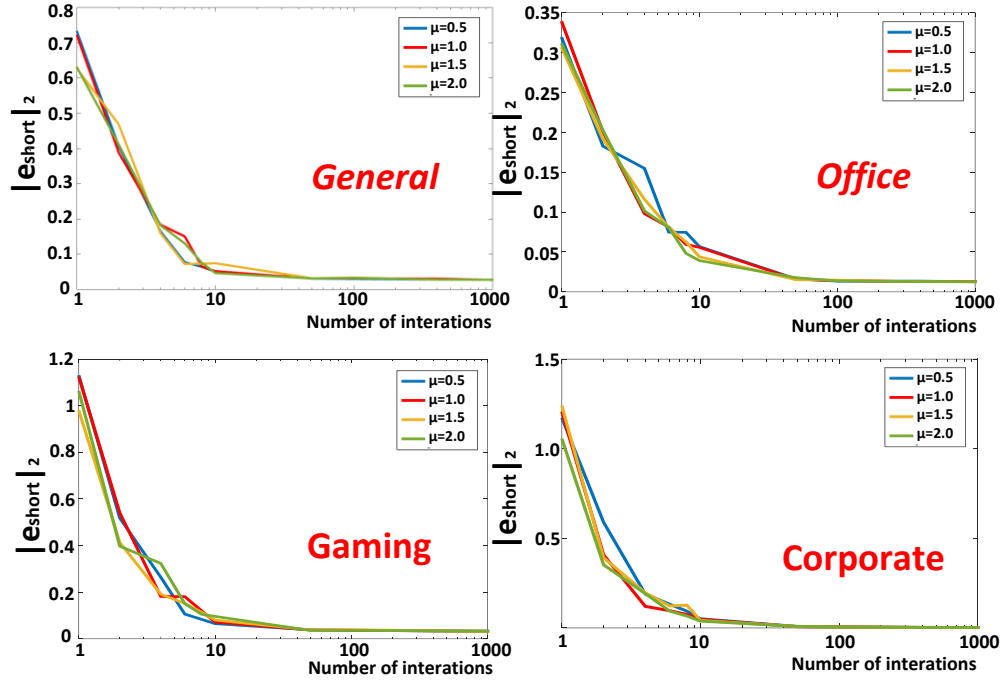 0.8
0.7
0.6
0.5
0.4
0.3
0.2
0.1
0
|eshort|2
μ=0.5
μ=1.0
μ=1.5
μ=2.0
General
1 10 100 1000
Number of interations
0.35
0.3
0.25
0.2
0.15
0.1
0.05
0
|eshort|2
μ=0.5
μ=1.0
μ=1.5
μ=2.0
Office
1 10 100 1000
Number of interations
1.2
1
0.8
0.6
0.4
0.2
0
|eshort|2
μ=0.5
μ=1.0
μ=1.5
μ=2.0
Gaming
1 10 100 1000
Number of interations
1.5
1.0
0.5
0
|eshort|2
μ=0.5
μ=1.0
μ=1.5
μ=2.0
Corporate
1 10 100 1000
Number of interations